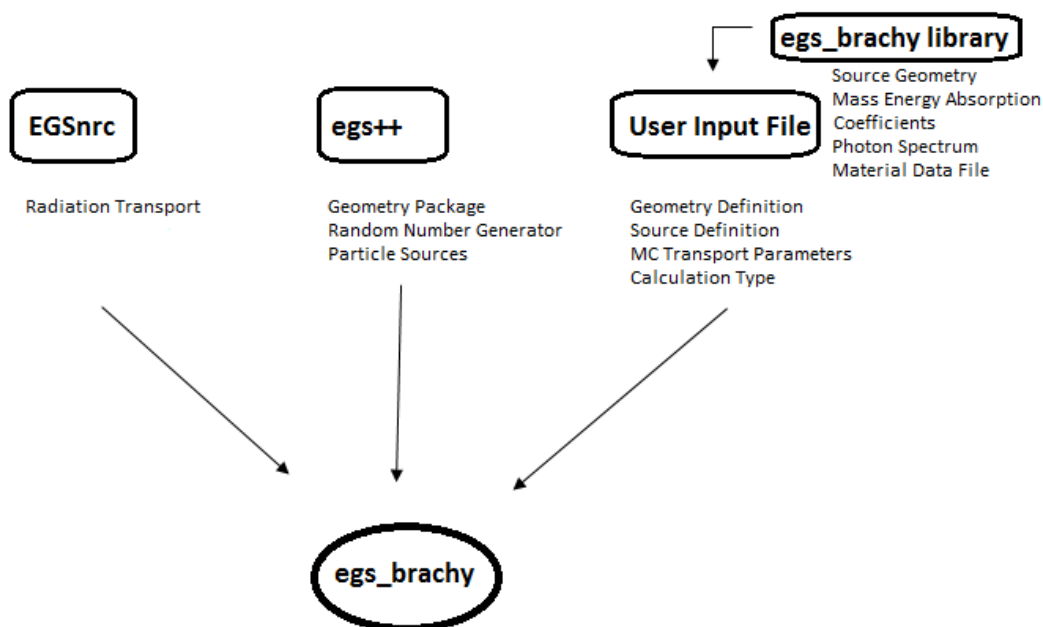 egs_brachy library
Source Geometry
Mass Energy Absorption
Coefficients
Photon Spectrum
Material Data File
EGSnrc
Radiation Transport
egs++
Geometry Package
Random Number Generator
Particle Sources
User Input File
Geometry Definition
Source Definition
MC Transport Parameters
Calculation Type
egs_brachy